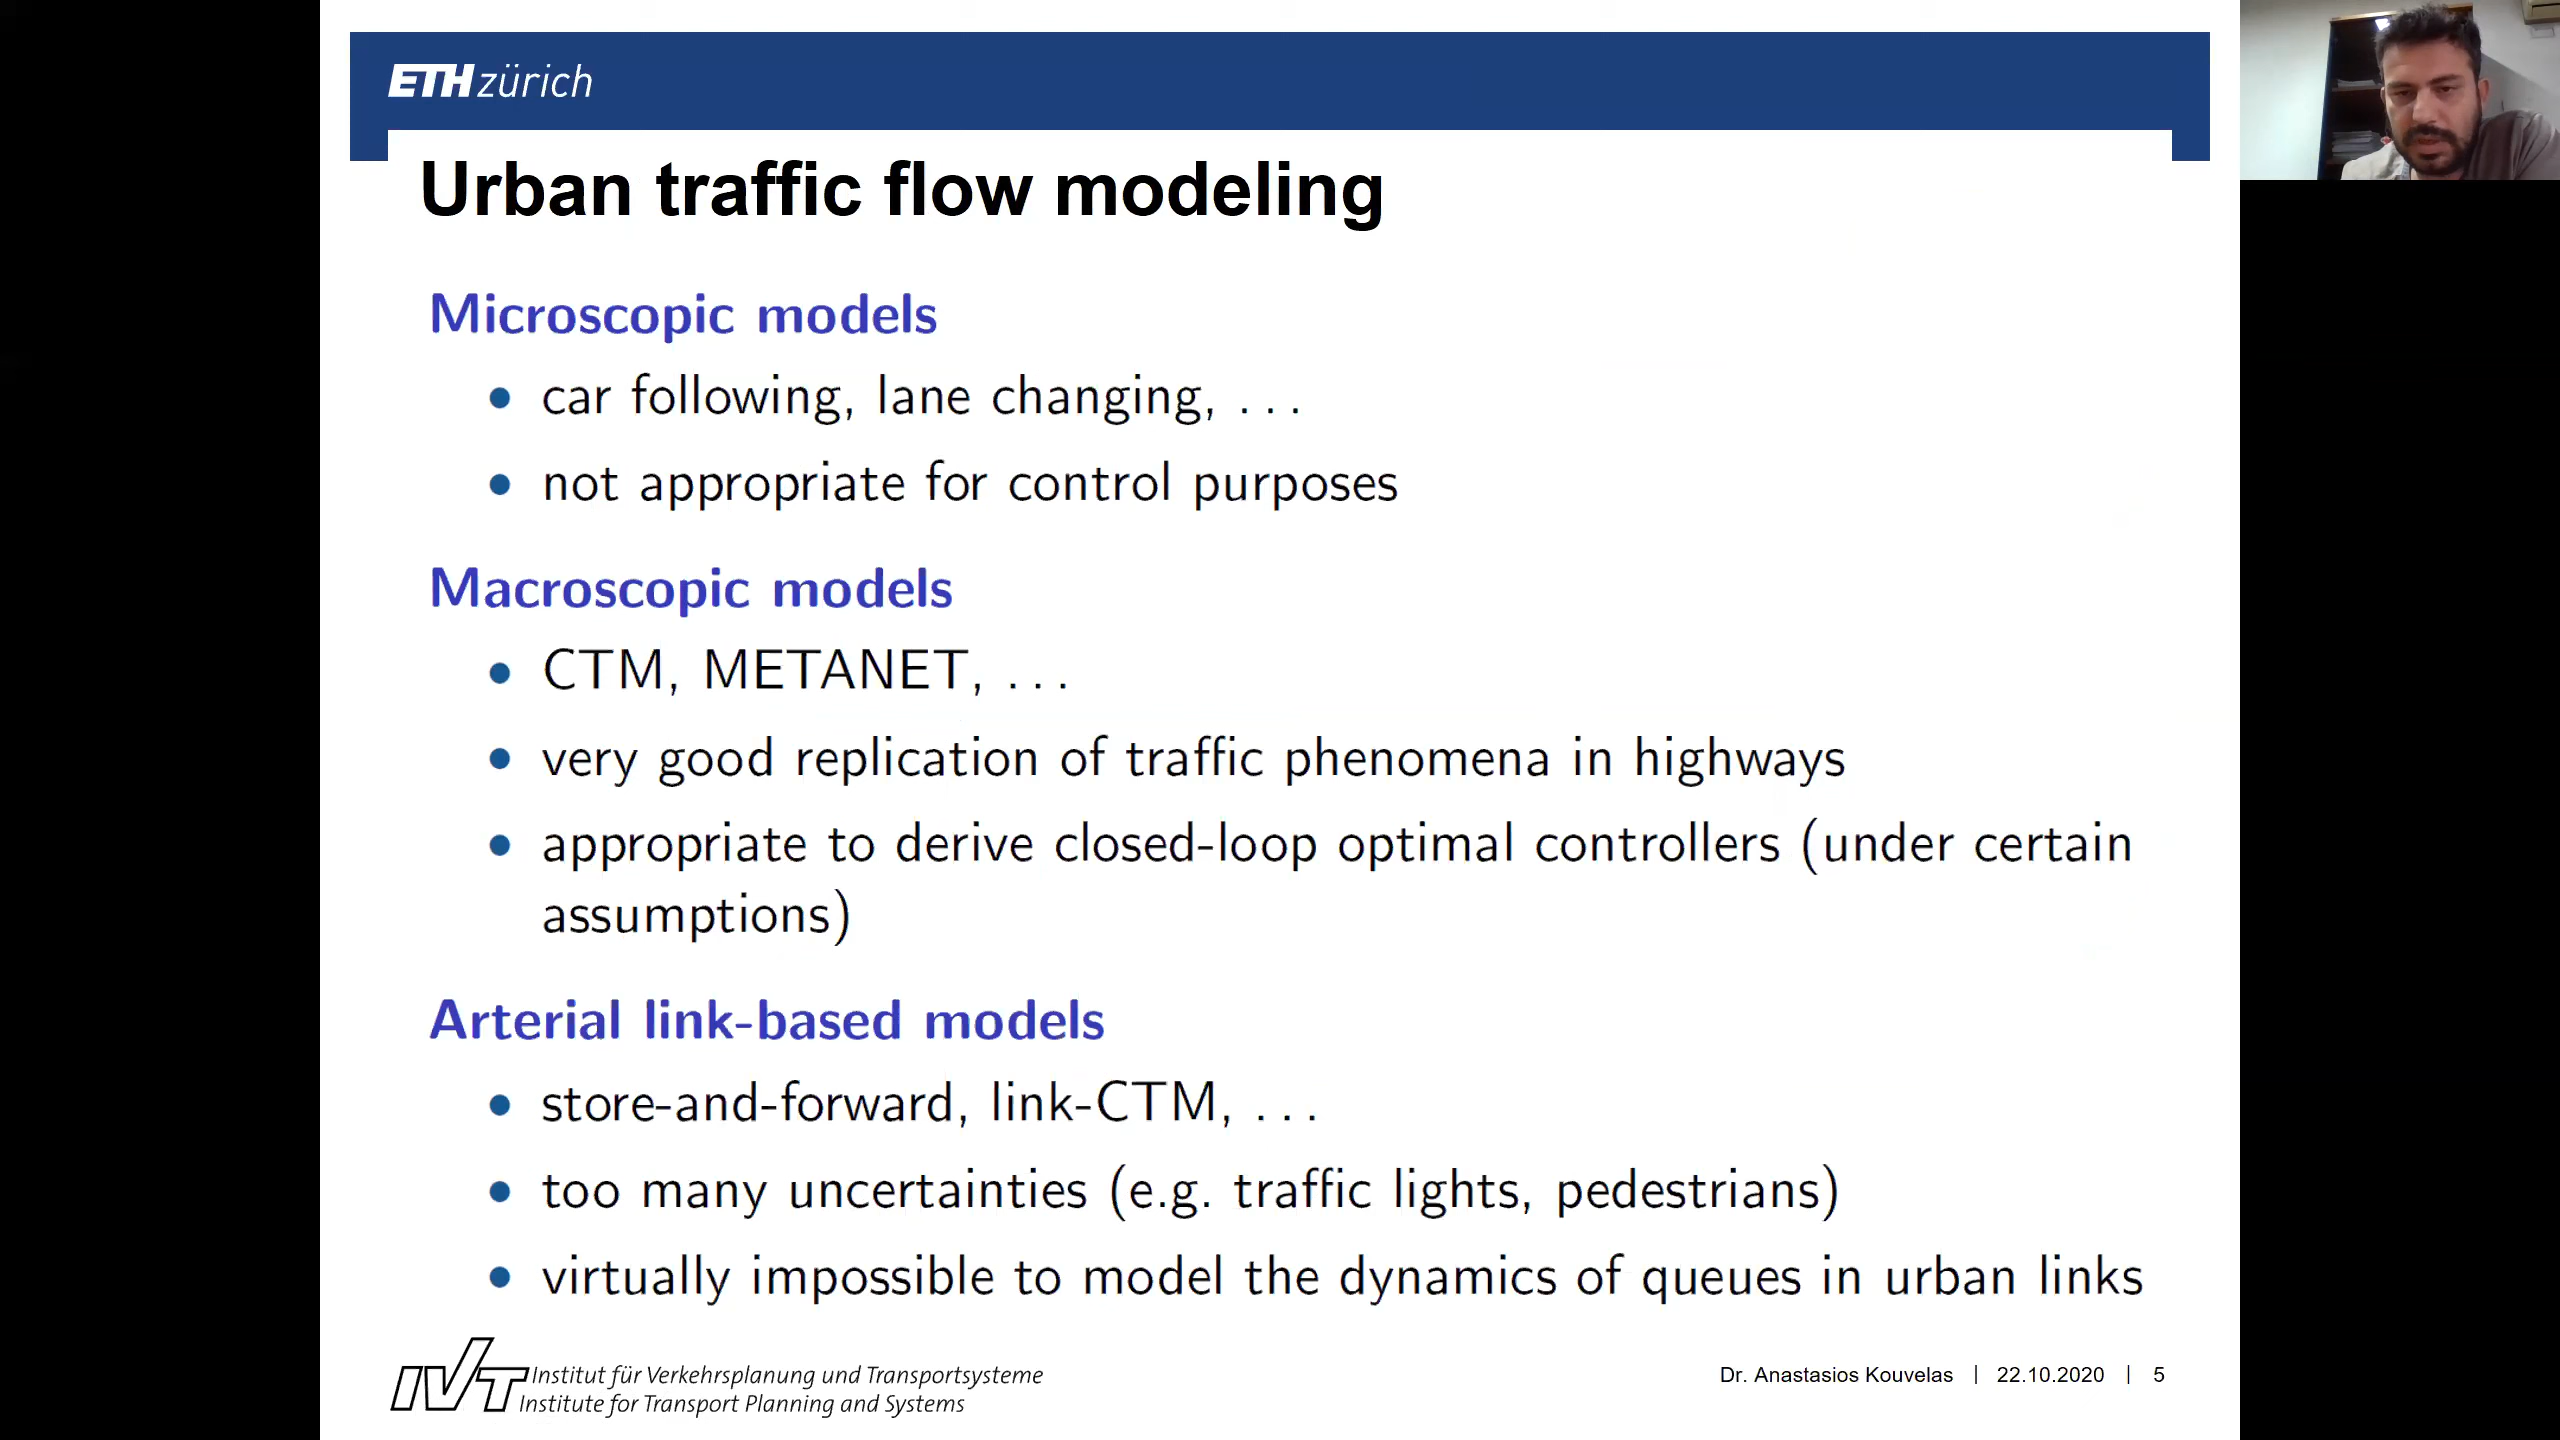 ETH zürich
Urban traffic flow modeling
Microscopic models
• car following, lane changing, . . .
• not appropriate for control purposes
Macroscopic models
• CTM, METANET, . . .
• very good replication of traffic phenomena in highways
• appropriate to derive closed-loop optimal controllers (under certain
assumptions)
Arterial link-based models
• store-and-forward, link-CTM, . . .
• too many uncertainties (e.g. traffic lights, pedestrians)
• virtually impossible to model the dynamics of queues in urban links
IVT Institut für Verkehrsplanung und Transportsysteme
Institute for Transport Planning and Systems
Dr. Anastasios Kouvelas | 22.10.2020 | 5